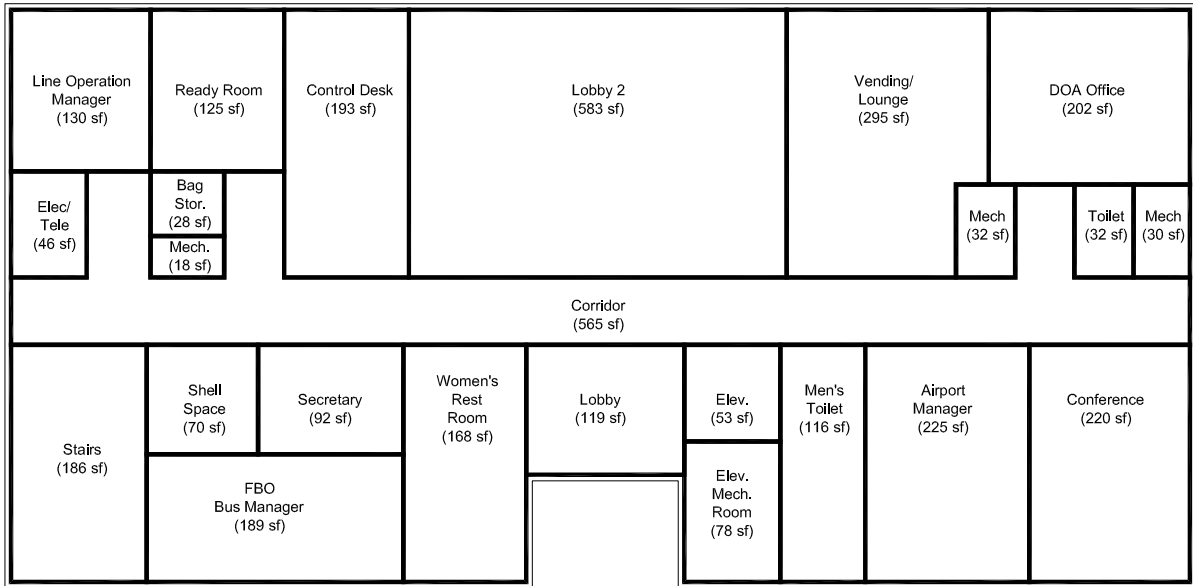 Line Operation
Manager
(130 sf)
Ready Room
(125 sf)
Control Desk
(193 sf)
Lobby 2
(583 sf)
Vending/
Lounge
(295 sf)
DOA Office
(202 sf)
Elec/
Tele
(46 sf)
Bag
Stor.
(28 sf)
Mech.
(18 sf)
Mech
(32 sf)
Toilet
(32 sf)
Mech
(30 sf)
Corridor
(565 sf)
Stairs
(186 sf)
Shell
Space
(70 sf)
Secretary
(92 sf)
FBO
Bus Manager
(189 sf)
Women's
Rest
Room
(168 sf)
Lobby
(119 sf)
Elev.
(53 sf)
Elev.
Mech.
Room
(78 sf)
Men's
Toilet
(116 sf)
Airport
Manager
(225 sf)
Conference
(220 sf)